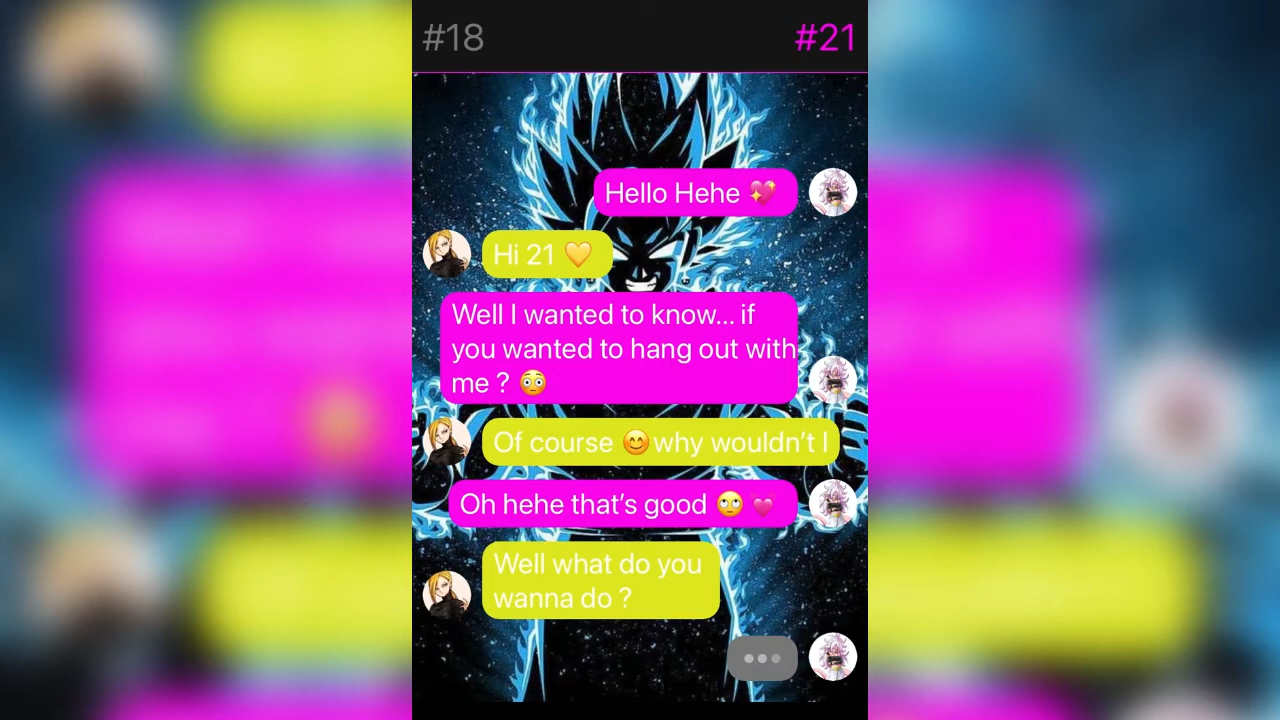 #18
#21
Hello Hehe 💖
Hi 21 💛
Well I wanted to know... if
you wanted to hang out with
me ? 😳
Of course 😊why wouldn't I
Oh hehe that's good 🙄 💗
Well what do you
wanna do ?